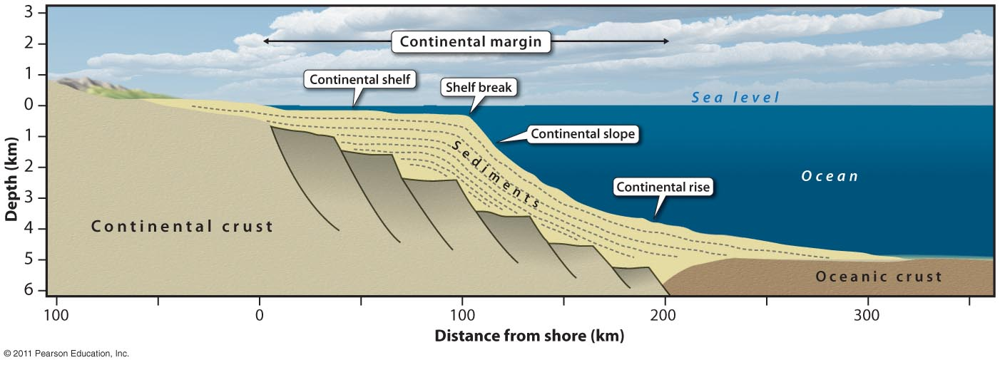 3
2
1
0
1
2
3
4
5
6
Depth (km)
Continental margin
Continental shelf
Shelf break
Sea level
Continental slope
Sediments
Ocean
Continental rise
Continental crust
Oceanic crust
100 0 100 200 300
Distance from shore (km)
© 2011 Pearson Education, Inc.